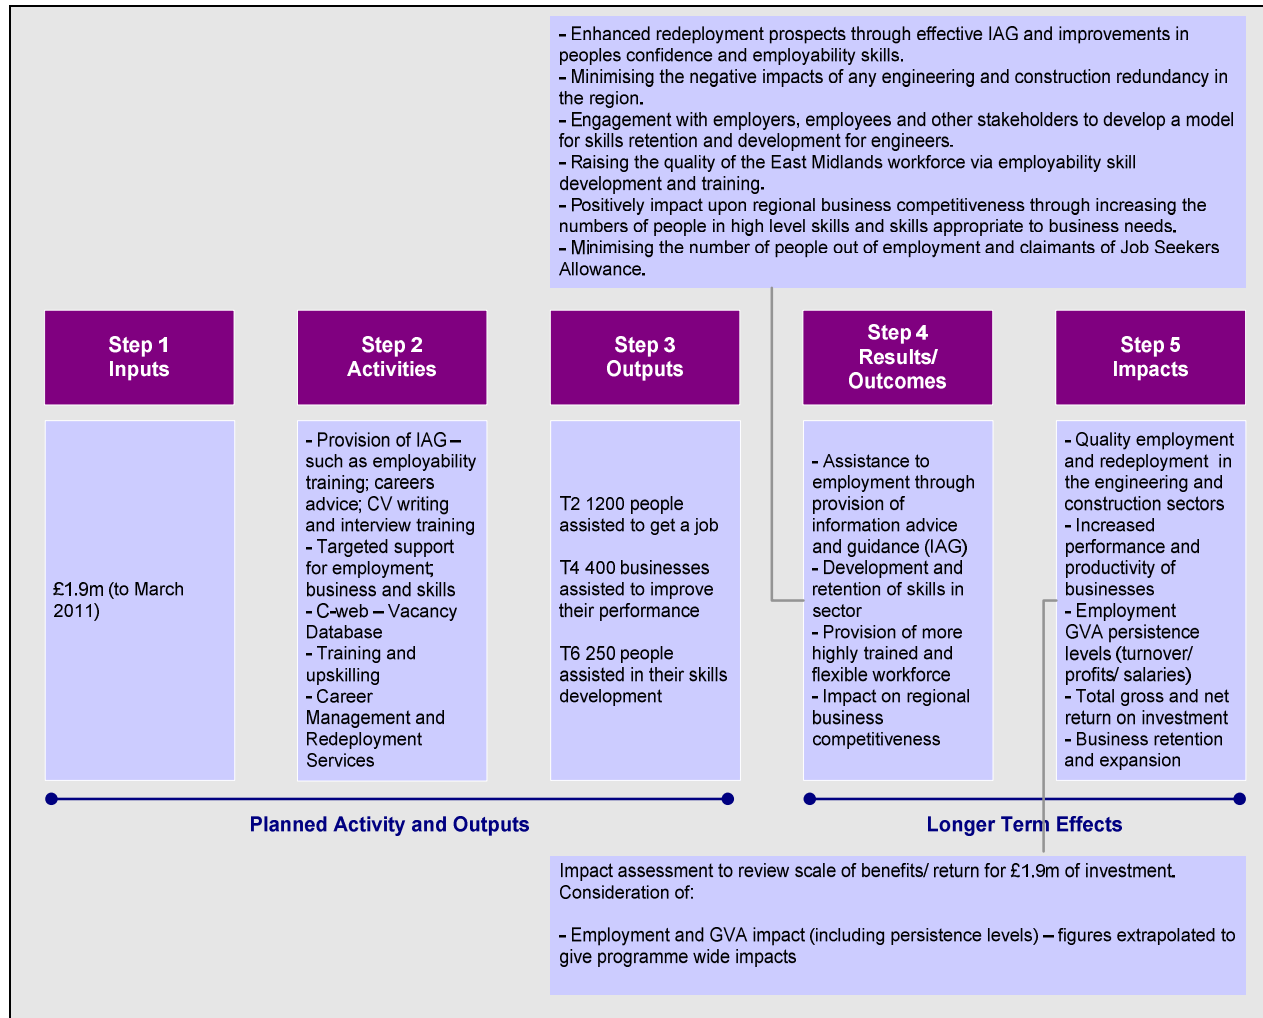 - Enhanced redeployment prospects through effective IAG and improvements in
peoples confidence and employability skills.
- Minimising the negative impacts of any engineering and construction redundancy in
the region.
- Engagement with employers, employees and other stakeholders to develop a model
for skills retention and development for engineers.
- Raising the quality of the East Midlands workforce via employability skill
development and training.
- Positively impact upon regional business competitiveness through increasing the
numbers of people in high level skills and skills appropriate to business needs.
- Minimising the number of people out of employment and claimants of Job Seekers
Allowance.
Step 1
Inputs
Step 2
Activities
Step 3
Outputs
Step 4
Results/
Outcomes
Step 5
Impacts
£1.9m (to March
2011)
- Provision of IAG –
such as employability
training; careers
advice; CV writing
and interview training
- Targeted support
for employment;
business and skills
- C-web – Vacancy
Database
- Training and
upskilling
- Career
Management and
Redeployment
Services
T2 1200 people
assisted to get a job
T4 400 businesses
assisted to improve
their performance
T6 250 people
assisted in their skills
development
- Assistance to
employment through
provision of
information advice
and guidance (IAG)
- Development and
retention of skills in
sector
- Provision of more
highly trained and
flexible workforce
- Impact on regional
business
competitiveness
- Quality employment
and redeployment in
the engineering and
construction sectors
- Increased
performance and
productivity of
businesses
- Employment
GVA persistence
levels (turnover/
profits/ salaries)
- Total gross and net
return on investment
- Business retention
and expansion
Planned Activity and Outputs
Longer Term Effects
Impact assessment to review scale of benefits/ return for £1.9m of investment.
Consideration of:
- Employment and GVA impact (including persistence levels) – figures extrapolated to
give programme wide impacts